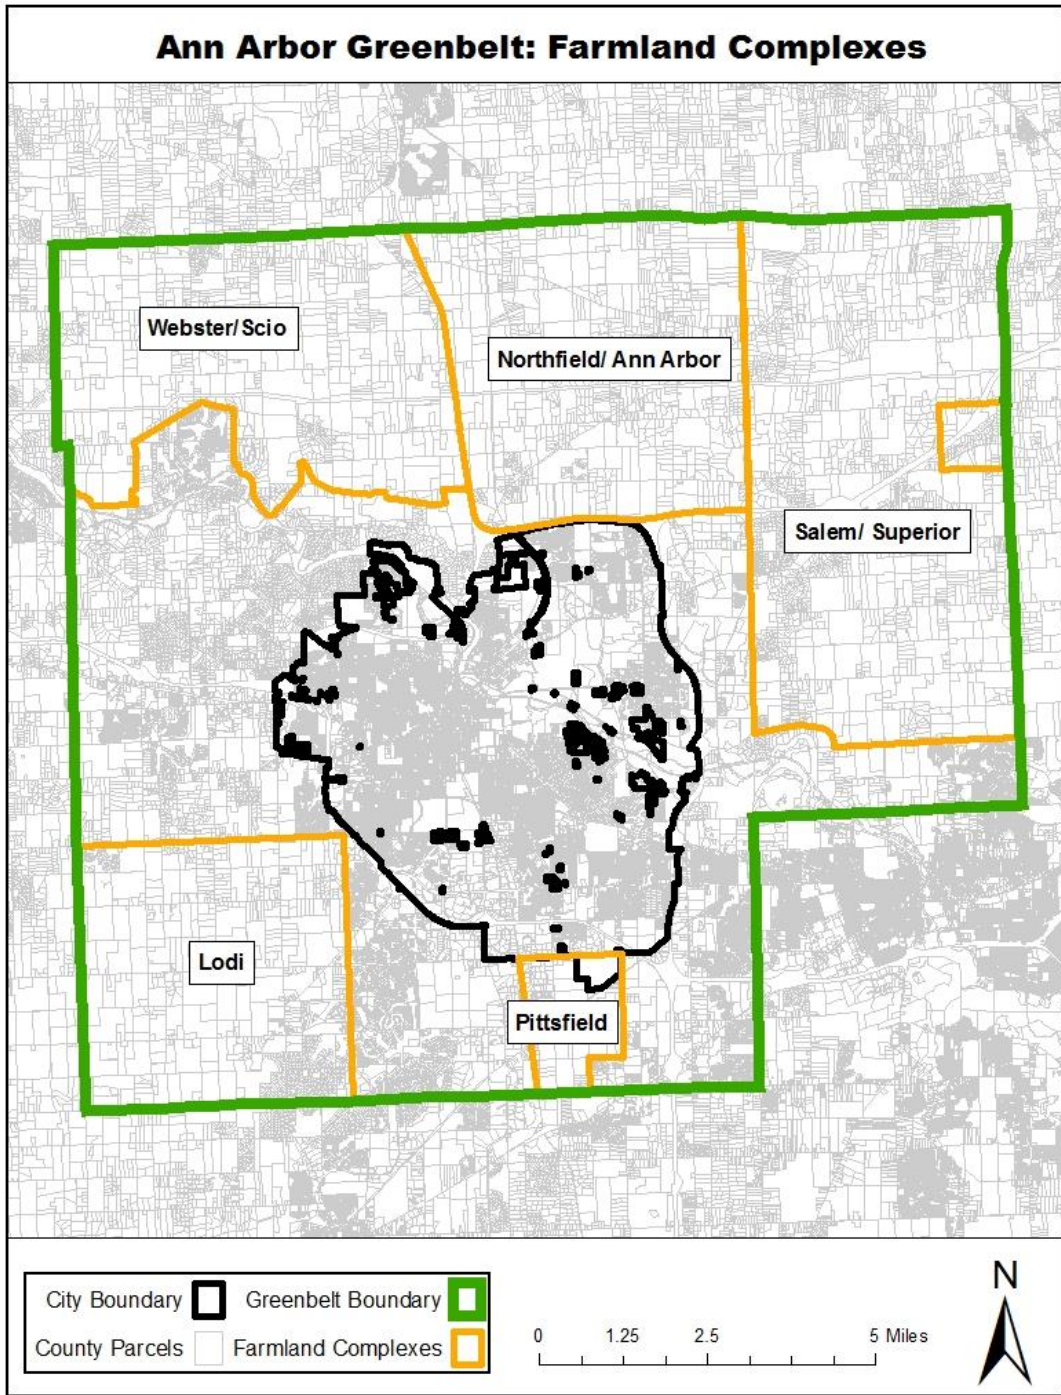 Ann Arbor Greenbelt: Farmland Complexes
Webster/Scio
Northfield/ Ann Arbor
Salem/ Superior
Lodi
Pittsfield
City Boundary Greenbelt Boundary
County Parcels Farmland Complexes
0 1.25 2.5 5 Miles
N